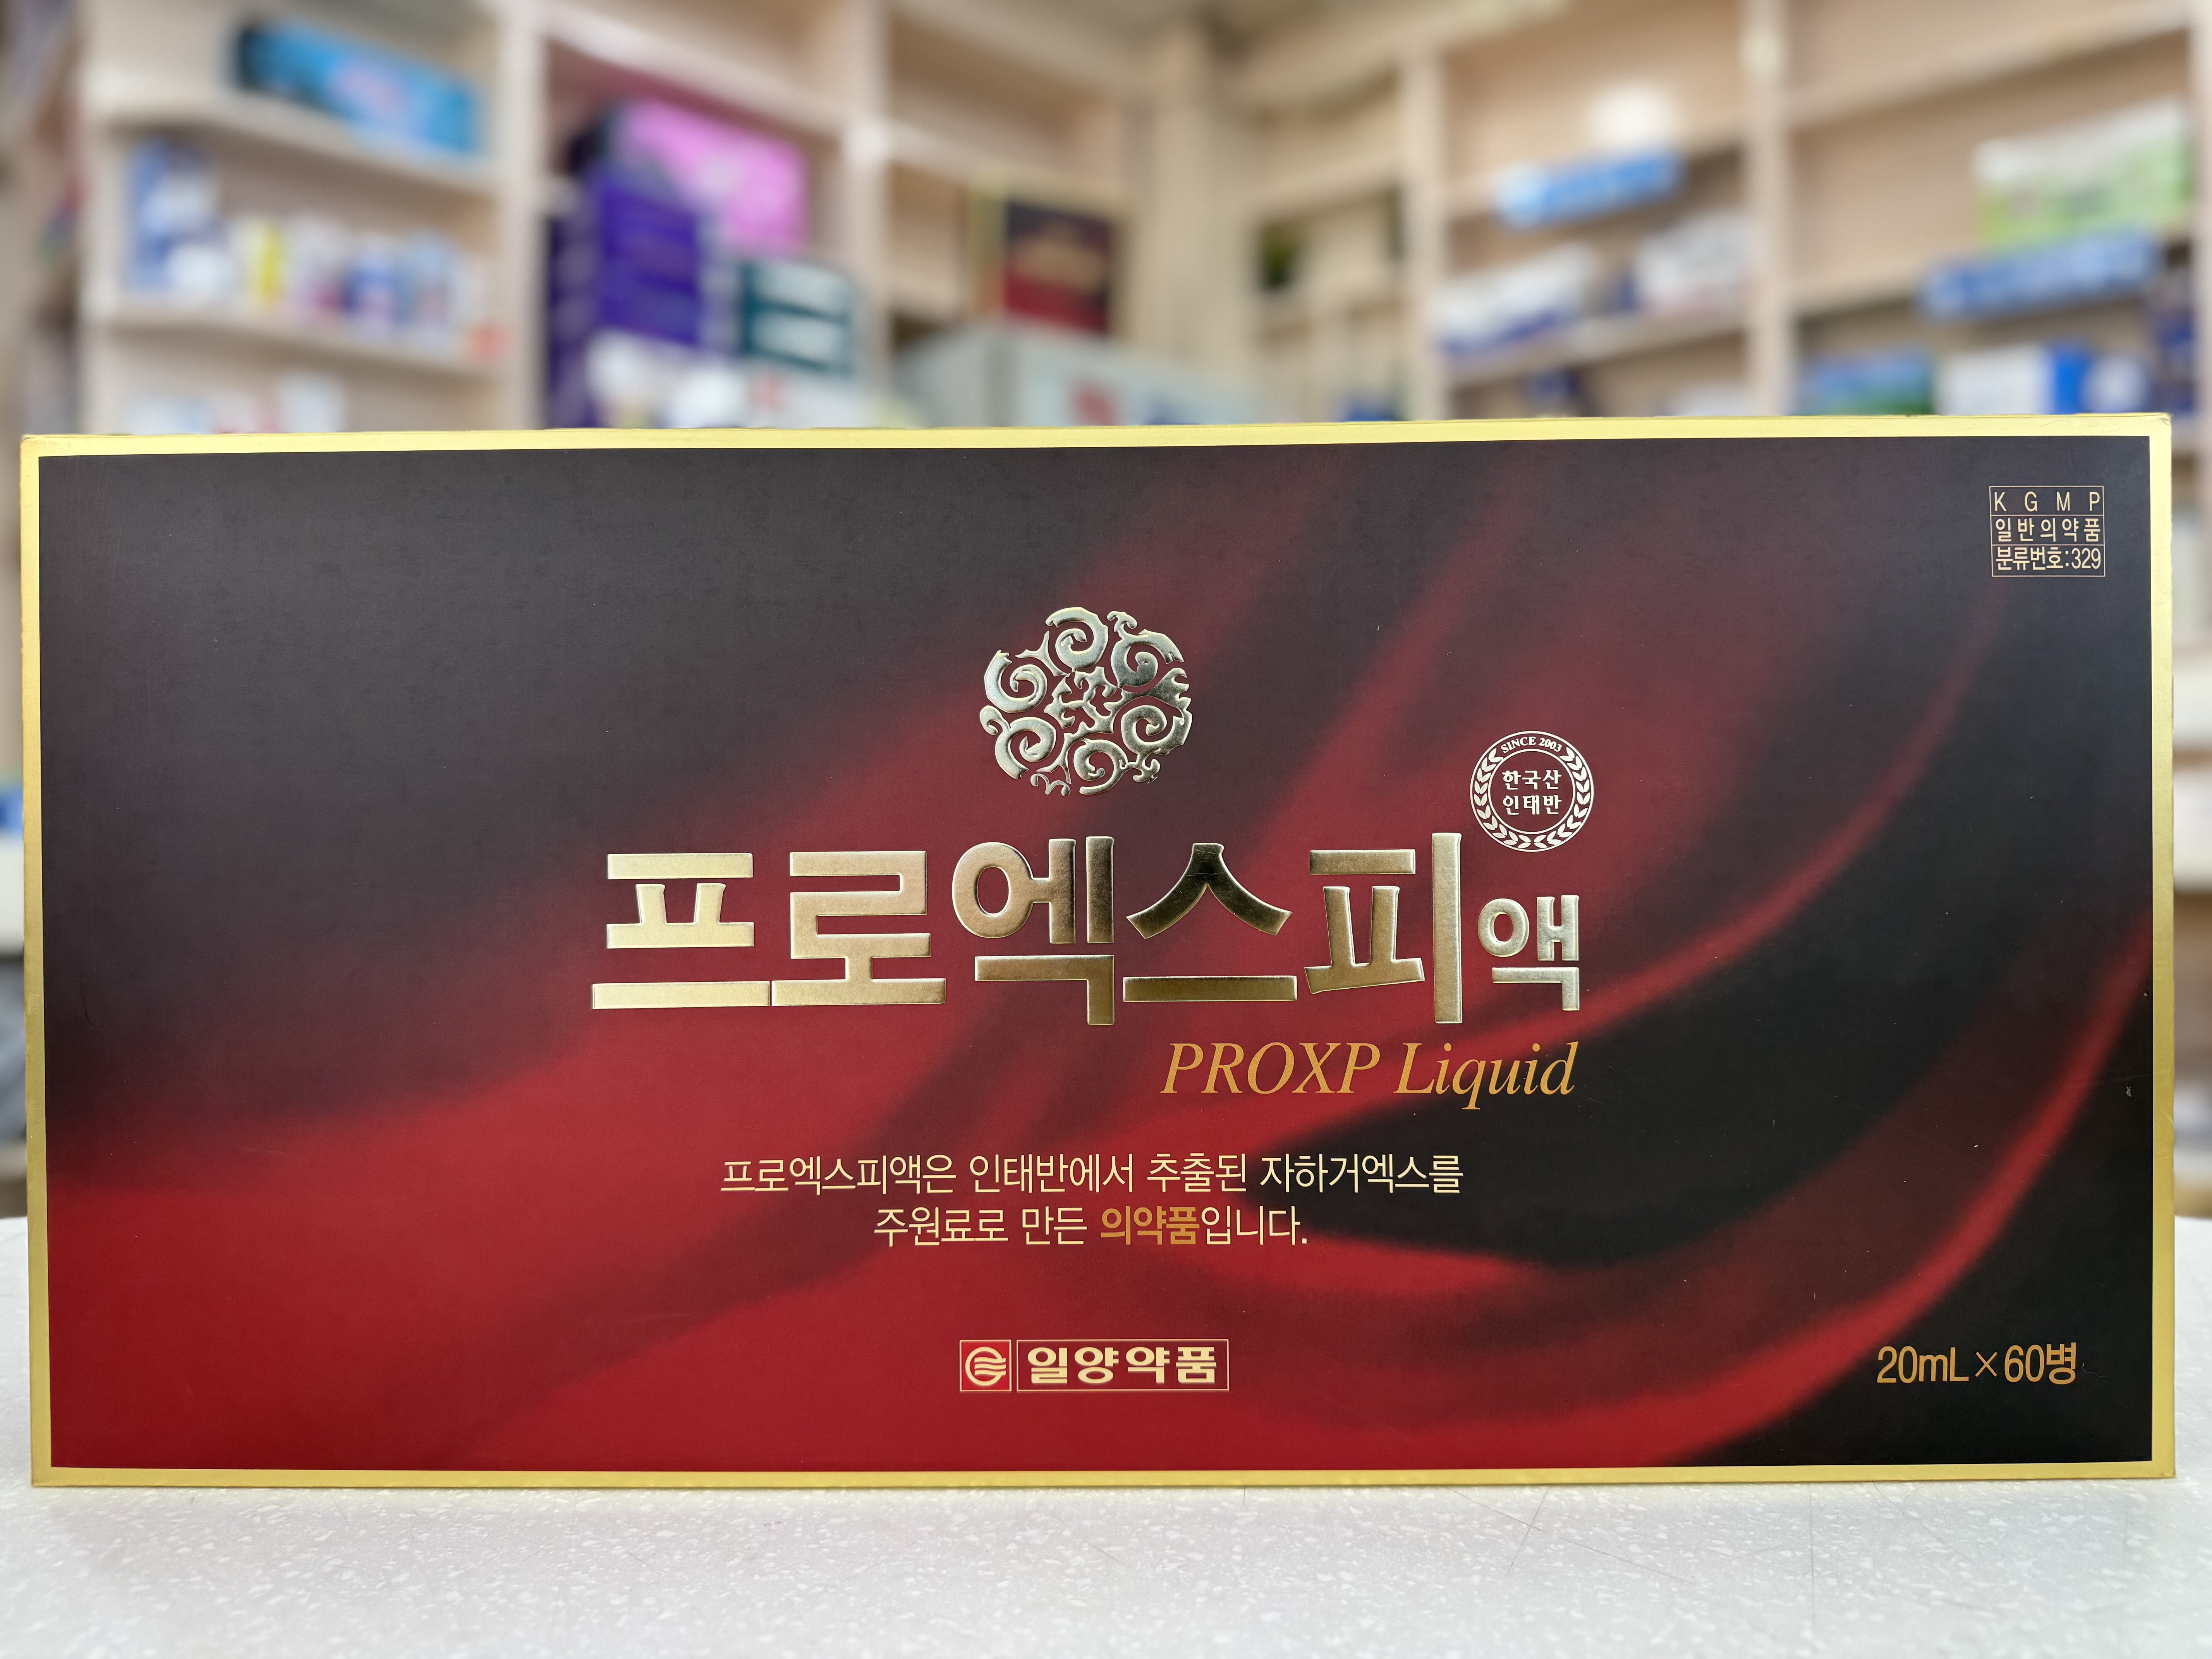 K G M P
일반의약품
분류번호:329
SINCE 2003
한국산
인태반
프로엑스피액
PROXP Liquid
프로엑스피액은 인태반에서 추출된 자하거엑스를
주원료로 만든 의약품입니다.
일양약품
20mL×60병